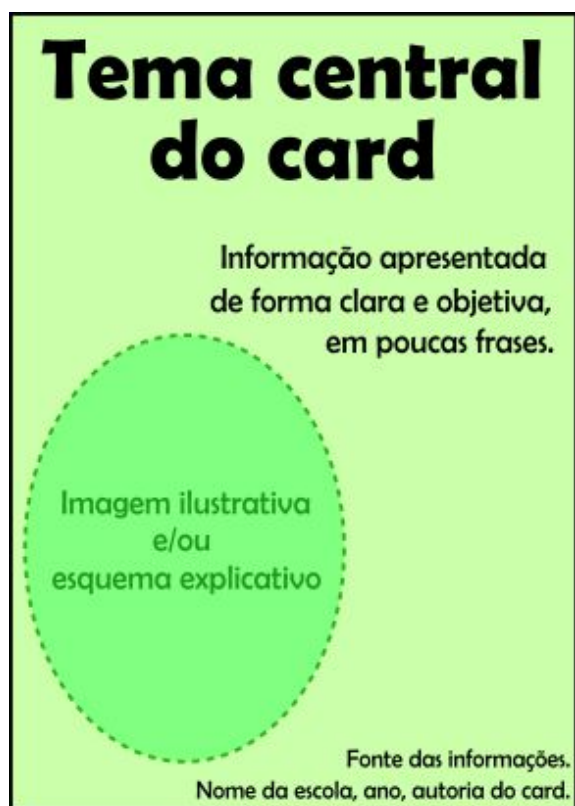 Tema central
do card
Informação apresentada
de forma clara e objetiva,
em poucas frases.
Imagem ilustrativa
e/ou
esquema explicativo
Fonte das informações.
Nome da escola, ano, autoria do card.